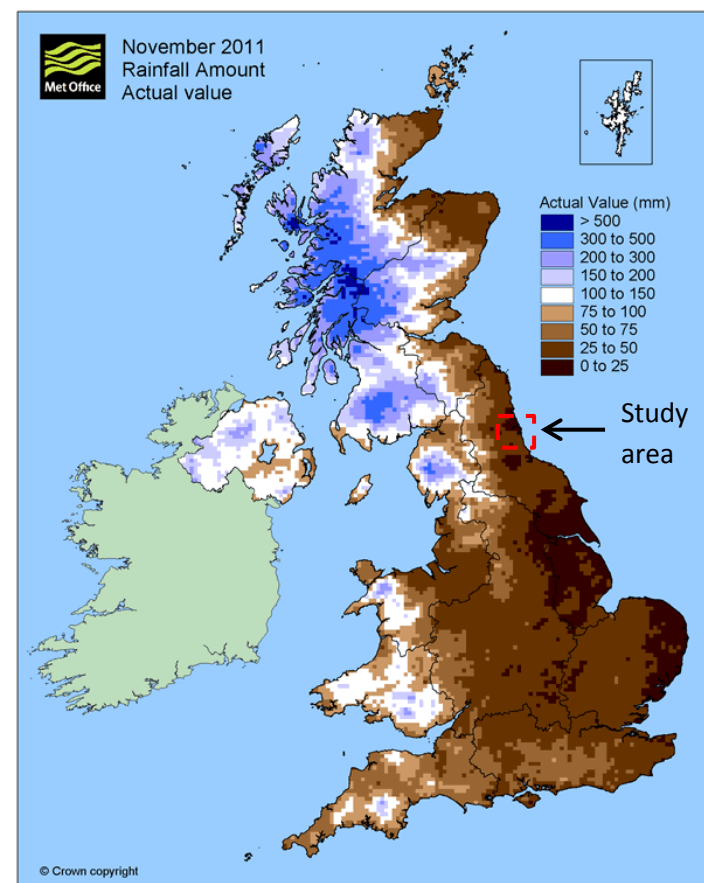 Met Office
November 2011
Rainfall Amount
Actual value
Actual Value (mm)
> 500
300 to 500
200 to 300
150 to 200
100 to 150
75 to 100
50 to 75
25 to 50
0 to 25
Study
area
© Crown copyright